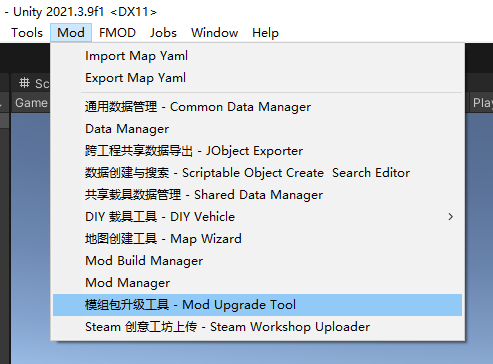 - Unity 2021.3.9f1 <DX11>
Tools Mod FMOD Jobs Window Help
Import Map Yaml
Export Map Yaml
Sc
Game
Play
通用数据管理 - Common Data Manager
Data Manager
跨工程共享数据导出 - JObject Exporter
数据创建与搜索 - Scriptable Object Create Search Editor
共享载具数据管理 - Shared Data Manager
DIY 载具工具 - DIY Vehicle
地图创建工具 - Map Wizard
Mod Build Manager
Mod Manager
模组包升级工具 - Mod Upgrade Tool
Steam 创意工坊上传 - Steam Workshop Uploader